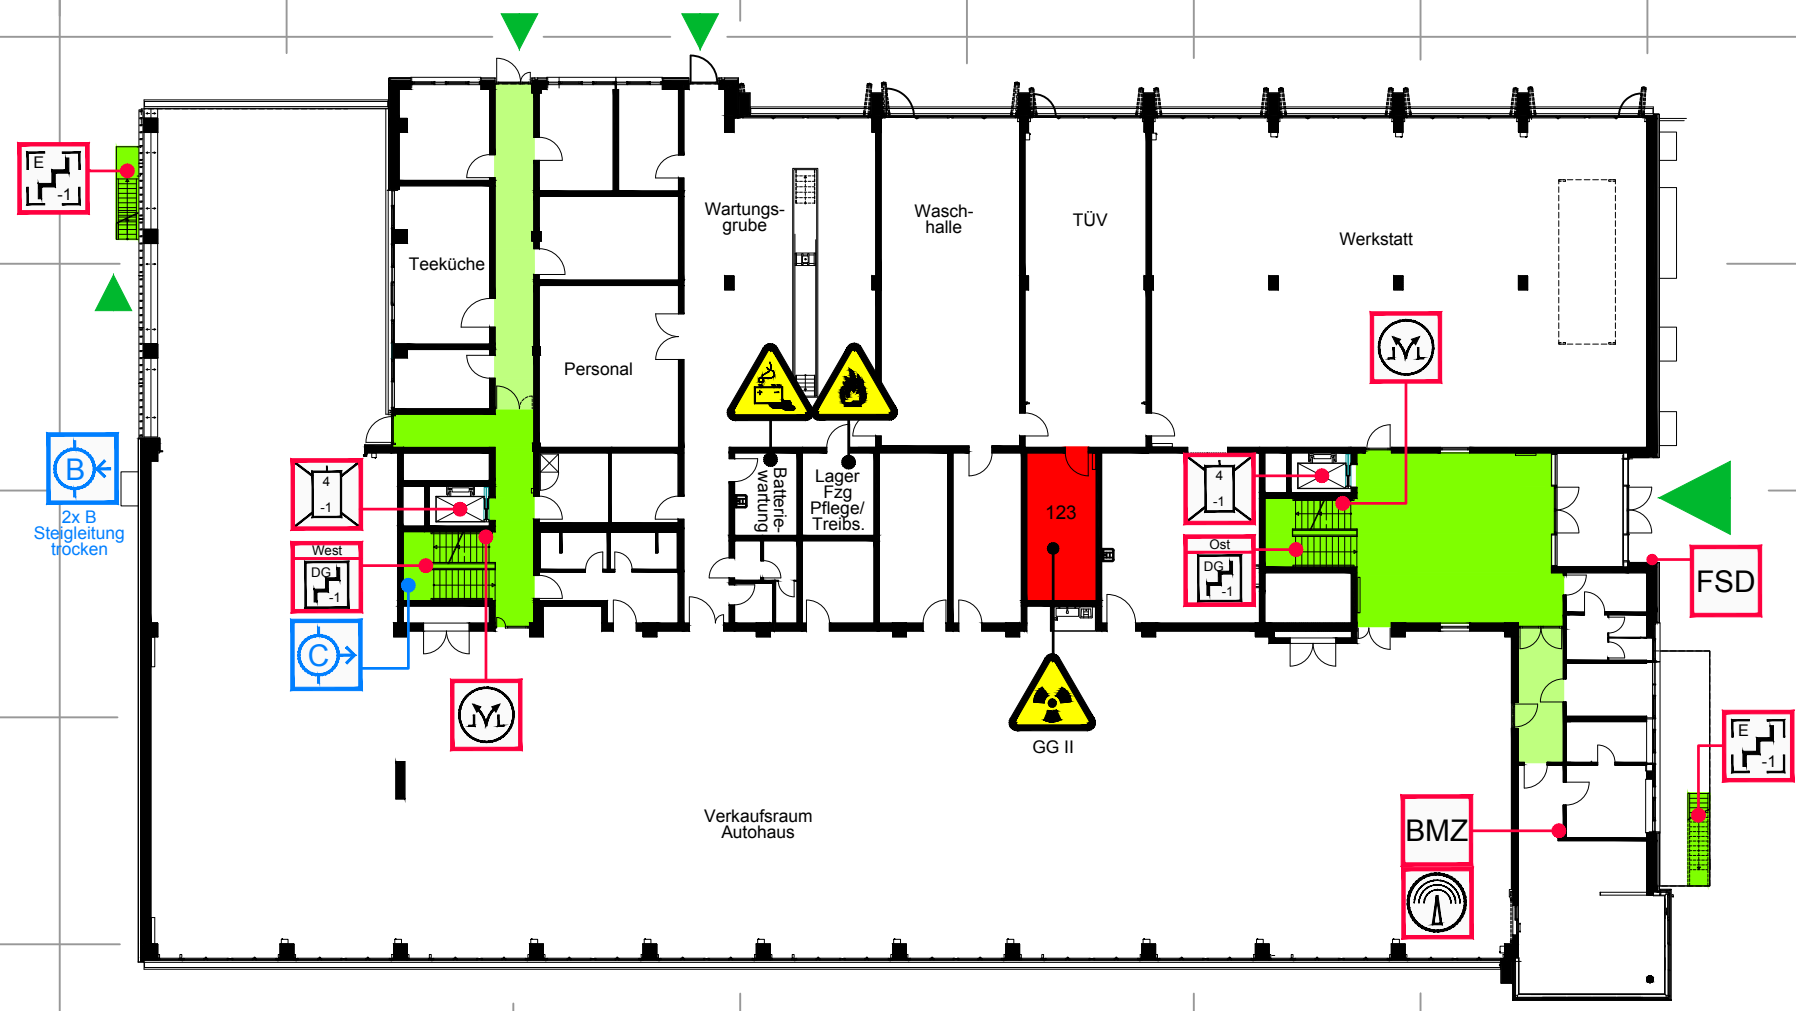 E
-1
Teeküche
Personal
Wartungs-
grube
Wasch-
halle
TÜV
Werkstatt
B
2x B
Steigleitung
trocken
4
-1
West
DG
-1
C
Batterie-
wartung
Lager
Fzg
Pflege/
Treibs.
123
GG II
4
-1
Ost
DG
-1
FSD
E
-1
BMZ
Verkaufsraum
Autohaus